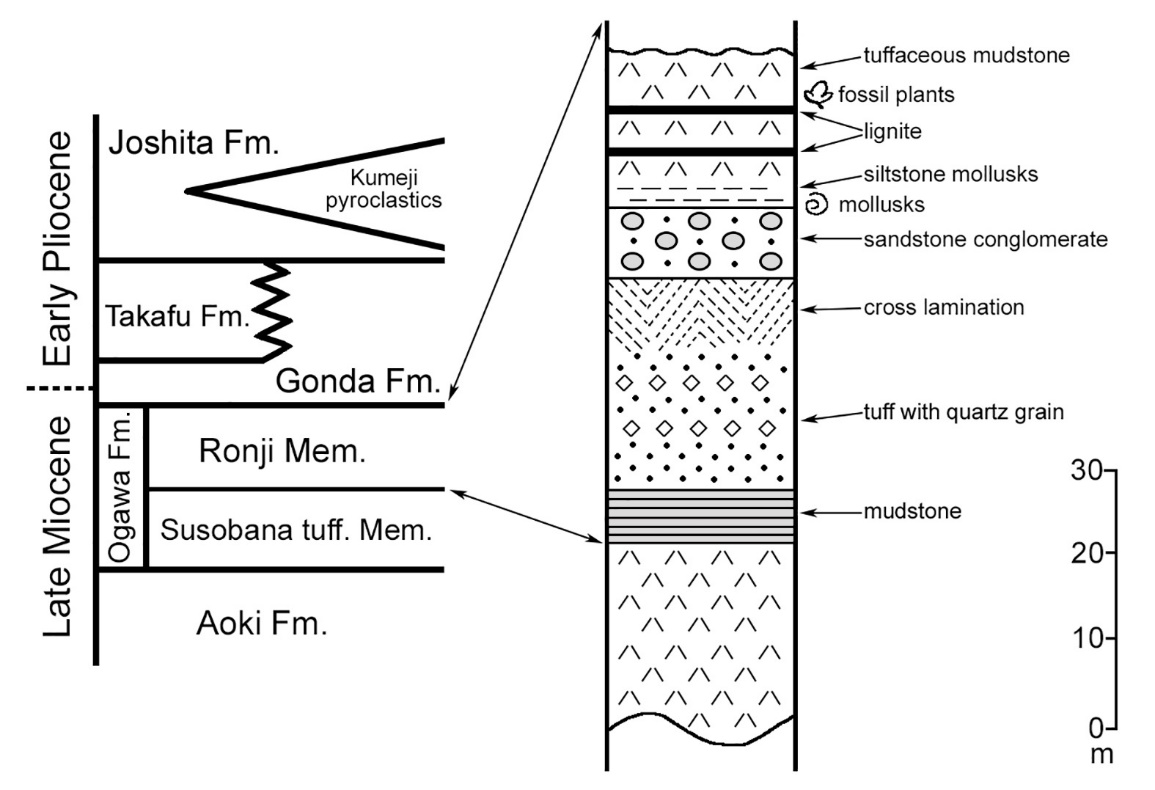 Early Pliocene
Late Miocene
Joshita Fm.
Kumeji
pyroclastics
Takafu Fm.
Gonda Fm.
Ogawa Fm.
Ronji Mem.
Susobana tuff. Mem.
Aoki Fm.
tuffaceous mudstone
fossil plants
lignite
siltstone mollusks
mollusks
sandstone conglomerate
cross lamination
tuff with quartz grain
mudstone
30
20
10
0
m